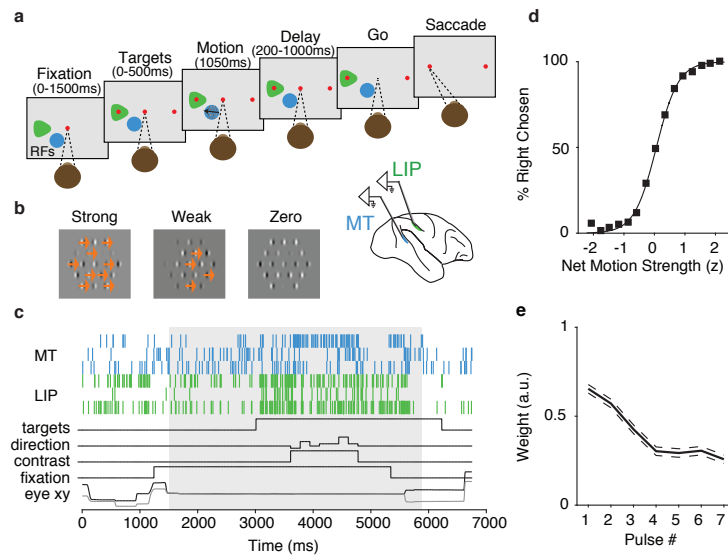 a
Fixation
(0-1500ms)
Targets
(0-500ms)
Motion
(1050ms)
Delay
(200-1000ms)
Go
Saccade
RFs
b
Strong
Weak
Zero
LIP
MT
c
MT
LIP
targets
direction
contrast
fixation
eye xy
0 1000 2000 3000 4000 5000 6000 7000
Time (ms)
d
% Right Chosen
100
50
0
-2 -1 0 1 2
Net Motion Strength (z)
e
Weight (a.u.)
1
0.5
0
1 2 3 4 5 6 7
Pulse #